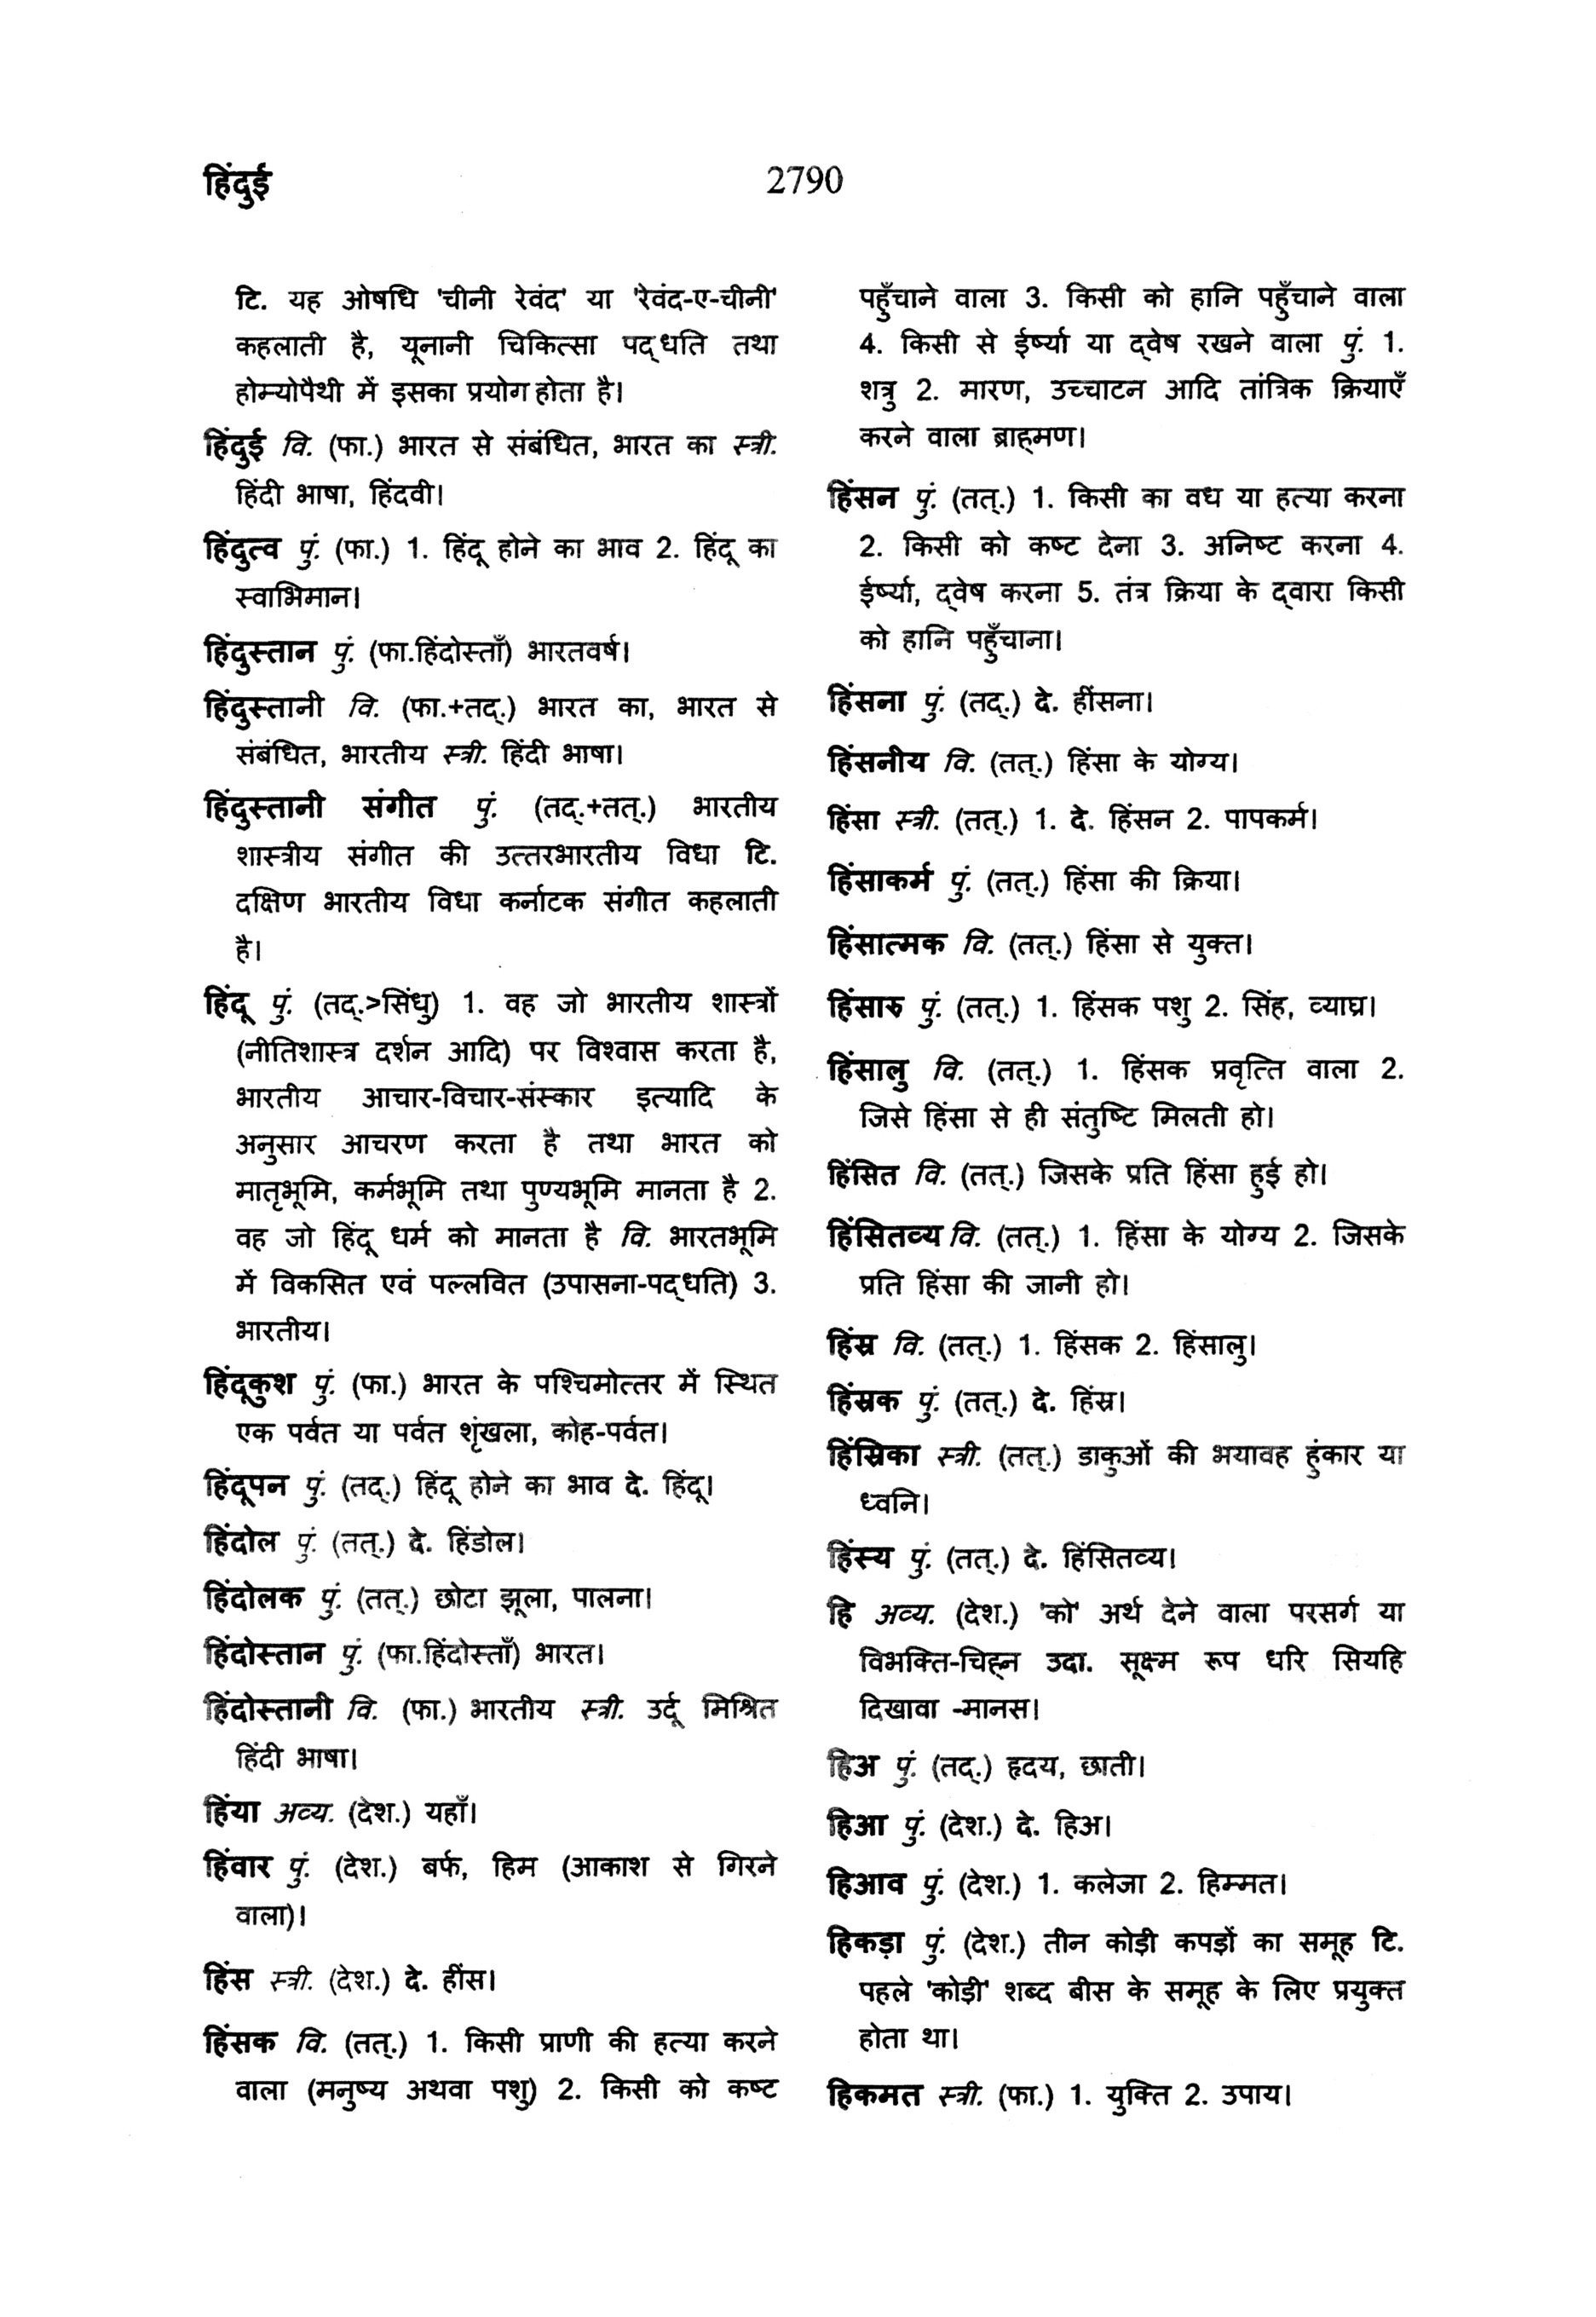 हिंदुई
2790
टि. यह ओषधि 'चीनी रेवंद' या 'रेवंद-ए-चीनी'
कहलाती है, यूनानी चिकित्सा पद्धति तथा
होम्योपैथी में इसका प्रयोग होता है।
हिंदुई वि. (फा.) भारत से संबंधित, भारत का स्त्री.
हिंदी भाषा, हिंदवी।
हिंदुत्व पुं. (फा.) 1. हिंदू होने का भाव 2. हिंदू का
स्वाभिमान।
हिंदुस्तान पुं. (फा.हिंदोस्ताँ) भारतवर्ष।
हिंदुस्तानी वि. (फा.+तद्.) भारत का, भारत से
संबंधित, भारतीय स्त्री. हिंदी भाषा।
हिंदुस्तानी संगीत पुं. (तद्.+तत्.) भारतीय
शास्त्रीय संगीत की उत्तरभारतीय विधा टि.
दक्षिण भारतीय विधा कर्नाटक संगीत कहलाती
है।
हिंदू पुं. (तद्.>सिंधु) 1. वह जो भारतीय शास्त्रों
(नीतिशास्त्र दर्शन आदि) पर विश्वास करता है,
भारतीय आचार-विचार-संस्कार इत्यादि के
अनुसार आचरण करता है तथा भारत को
मातृभूमि, कर्मभूमि तथा पुण्यभूमि मानता है 2.
वह जो हिंदू धर्म को मानता है वि. भारतभूमि
में विकसित एवं पल्लवित (उपासना-पद्धति) 3.
भारतीय।
हिंदूकुश पुं. (फा.) भारत के पश्चिमोत्तर में स्थित
एक पर्वत या पर्वत शृंखला, कोह-पर्वत।
हिंदूपन पुं. (तद्.) हिंदू होने का भाव दे. हिंदू।
हिंदोल पुं. (तत्.) दे. हिंडोल।
हिंदोलक पुं. (तत्.) छोटा झूला, पालना।
हिंदोस्तान पुं. (फा.हिंदोस्ताँ) भारत।
हिंदोस्तानी वि. (फा.) भारतीय स्त्री. उर्दू मिश्रित
हिंदी भाषा।
हिंया अव्य. (देश.) यहाँ।
हिंवार पुं. (देश.) बर्फ, हिम (आकाश से गिरने
वाला)।
हिंस स्त्री. (देश.) दे. हींस।
हिंसक वि. (तत्.) 1. किसी प्राणी की हत्या करने
वाला (मनुष्य अथवा पशु) 2. किसी को कष्ट
पहुँचाने वाला 3. किसी को हानि पहुँचाने वाला
4. किसी से ईर्ष्या या द्वेष रखने वाला पुं. 1.
शत्रु 2. मारण, उच्चाटन आदि तांत्रिक क्रियाएँ
करने वाला ब्राह्मण।
हिंसन पुं. (तत्.) 1. किसी का वध या हत्या करना
2. किसी को कष्ट देना 3. अनिष्ट करना 4.
ईर्ष्या, द्वेष करना 5. तंत्र क्रिया के द्वारा किसी
को हानि पहुँचाना।
हिंसना पुं. (तद्.) दे. हींसना।
हिंसनीय वि. (तत्.) हिंसा के योग्य।
हिंसा स्त्री. (तत्.) 1. दे. हिंसन 2. पापकर्म।
हिंसाकर्म पुं. (तत्.) हिंसा की क्रिया।
हिंसात्मक वि. (तत्.) हिंसा से युक्त।
हिंसारु पुं. (तत्.) 1. हिंसक पशु 2. सिंह, व्याघ्र।
हिंसालु वि. (तत्.) 1. हिंसक प्रवृत्ति वाला 2.
जिसे हिंसा से ही संतुष्टि मिलती हो।
हिंसित वि. (तत्.) जिसके प्रति हिंसा हुई हो।
हिंसितव्य वि. (तत्.) 1. हिंसा के योग्य 2. जिसके
प्रति हिंसा की जानी हो।
हिंस्र वि. (तत्.) 1. हिंसक 2. हिंसालु।
हिंस्रक पुं. (तत्.) दे. हिंस्र।
हिंस्रिका स्त्री. (तत्.) डाकुओं की भयावह हुंकार या
ध्वनि।
हिंस्य पुं. (तत्.) दे. हिंसितव्य।
हि अव्य. (देश.) 'को' अर्थ देने वाला परसर्ग या
विभक्ति-चिह्न उदा. सूक्ष्म रूप धरि सियहि
दिखावा -मानस।
हिअ पुं. (तद्.) हृदय, छाती।
हिआ पुं. (देश.) दे. हिअ।
हिआव पुं. (देश.) 1. कलेजा 2. हिम्मत।
हिकड़ा पुं. (देश.) तीन कोड़ी कपड़ों का समूह टि.
पहले 'कोड़ी' शब्द बीस के समूह के लिए प्रयुक्त
होता था।
हिकमत स्त्री. (फा.) 1. युक्ति 2. उपाय।